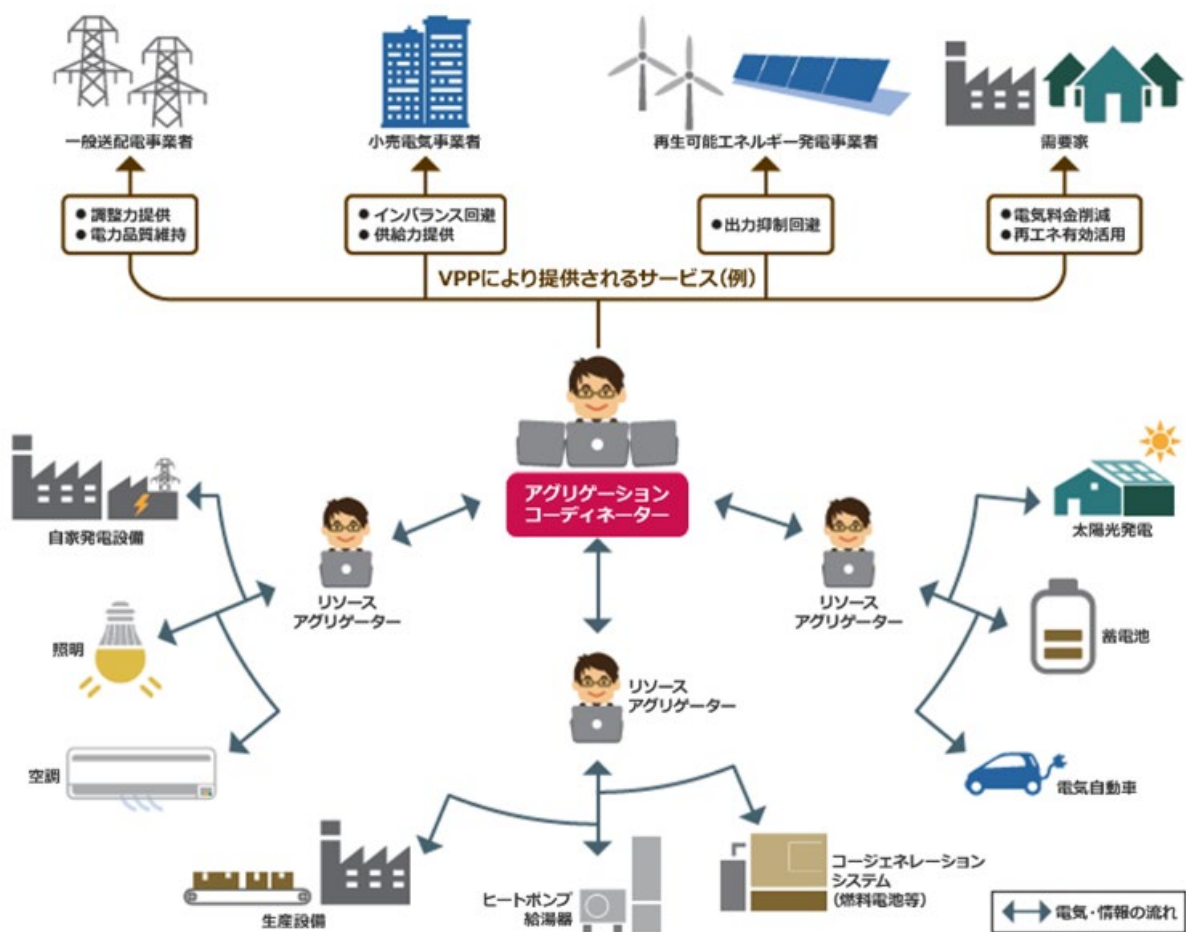 一般送配電事業者
小売電気事業者
再生可能エネルギー発電事業者
需要家
●調整力提供
●電力品質維持
●インバランス回避
●供給力提供
●出力抑制回避
●電気料金削減
●再エネ有効活用
VPPにより提供されるサービス(例)
アグリゲーション
コーディネーター
自家発電設備
リソース
アグリゲーター
リソース
アグリゲーター
太陽光発電
照明
蓄電池
リソース
アグリゲーター
空調
電気自動車
生産設備
ヒートポンプ
給湯器
コージェネレーション
システム
(燃料電池等)
電気・情報の流れ